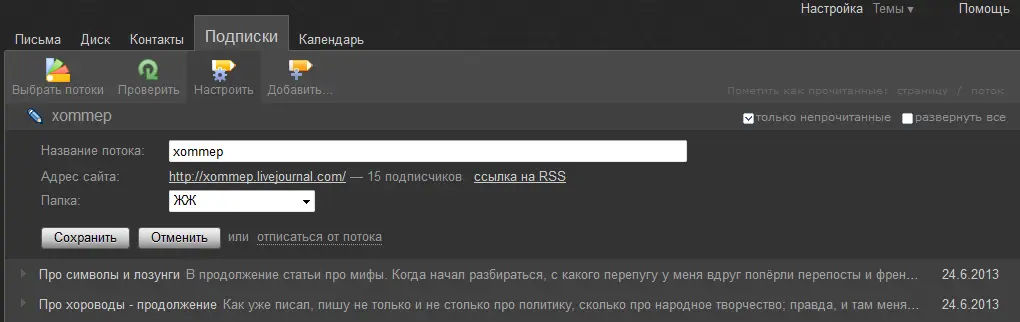 Настройка Темы ▾ Помощь
Письма Диск Контакты Подписки Календарь
Выбрать потоки Проверить Настроить Добавить... Пометить как прочитанные: страницу / поток
xommep только непрочитанные развернуть все
Название потока: xommep
Адрес сайта: http://xommep.livejournal.com/ — 15 подписчиков ссылка на RSS
Папка: ЖЖ
Сохранить Отменить или отписаться от потока
Про символы и лозунги В продолжение статьи про мифы. Когда начал разбираться, с какого перепугу у меня вдруг попёрли перепосты и френ... 24.6.2013
Про хороводы - продолжение Как уже писал, пишу не только и не столько про политику, сколько про народное творчество; правда, и там меня... 24.6.2013